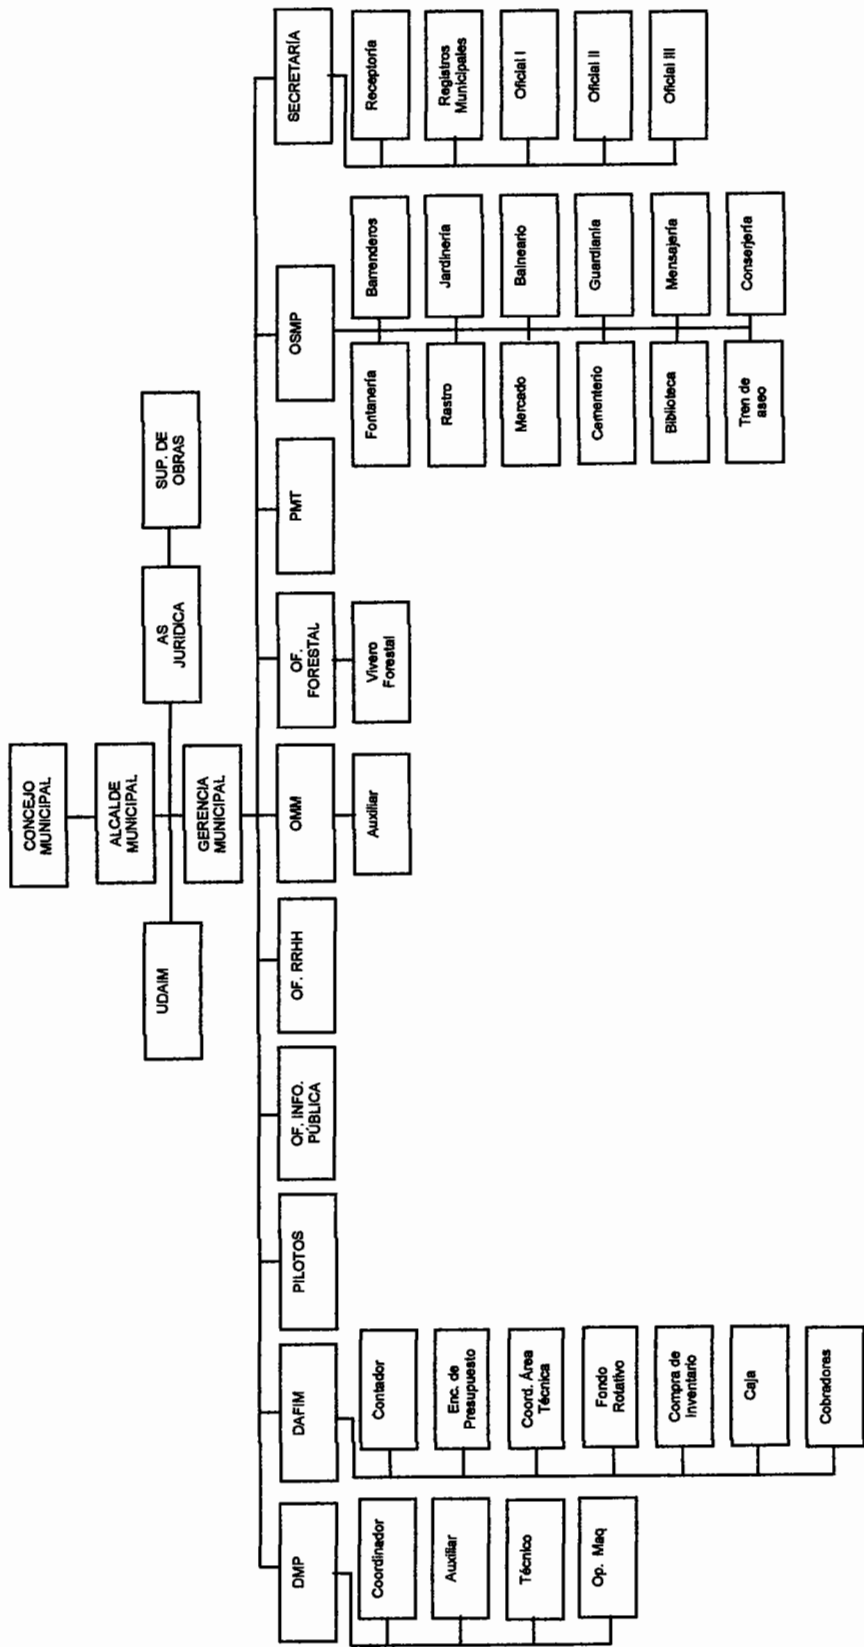 CONCEJO
MUNICIPAL
ALCALDE
MUNICIPAL
UDAIM
AS
JURIDICA
SUP. DE
OBRAS
GERENCIA
MUNICIPAL
DMP
DAFIM
PILOTOS
OF. INFO.
PÚBLICA
OF. RRHH
OMM
OF.
FORESTAL
PMT
OSMP
SECRETARÍA
Coordinador
Auxiliar
Técnico
Op. Maq
Contador
Enc. de
Presupuesto
Coord. Área
Técnica
Fondo
Rotativo
Compra de
Inventario
Caja
Cobradores
Auxiliar
Vivero
Forestal
Fontanería
Barrenderos
Rastro
Jardinería
Mercado
Balneario
Cementerio
Guardianía
Biblioteca
Mensajería
Tren de
aseo
Conserjería
Receptoría
Registros
Municipales
Oficial I
Oficial II
Oficial III